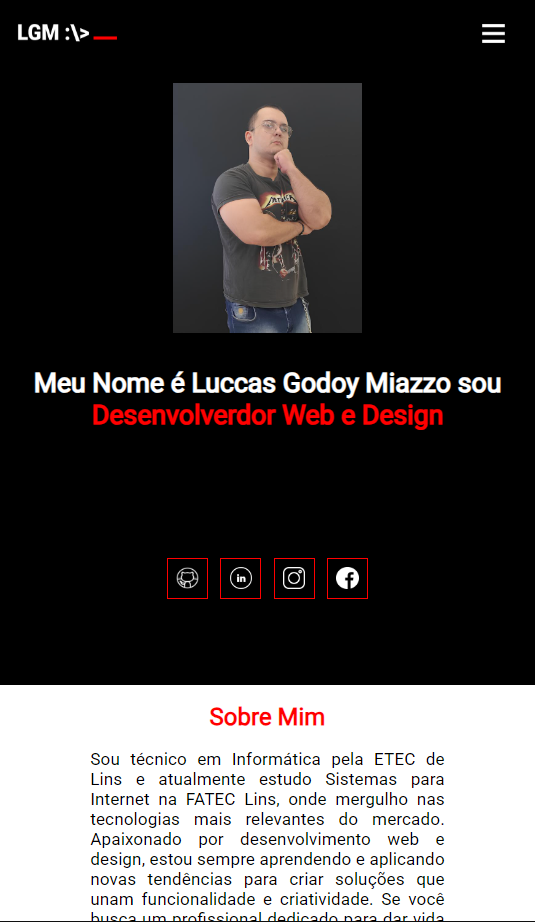 LGM :\> __
Meu Nome é Luccas Godoy Miazzo sou
Desenvolverdor Web e Design
in
Sobre Mim
Sou técnico em Informática pela ETEC de
Lins e atualmente estudo Sistemas para
Internet na FATEC Lins, onde mergulho nas
tecnologias mais relevantes do mercado.
Apaixonado por desenvolvimento web e
design, estou sempre aprendendo e aplicando
novas tendências para criar soluções que
unam funcionalidade e criatividade. Se você
busca um profissional dedicado para dar vida